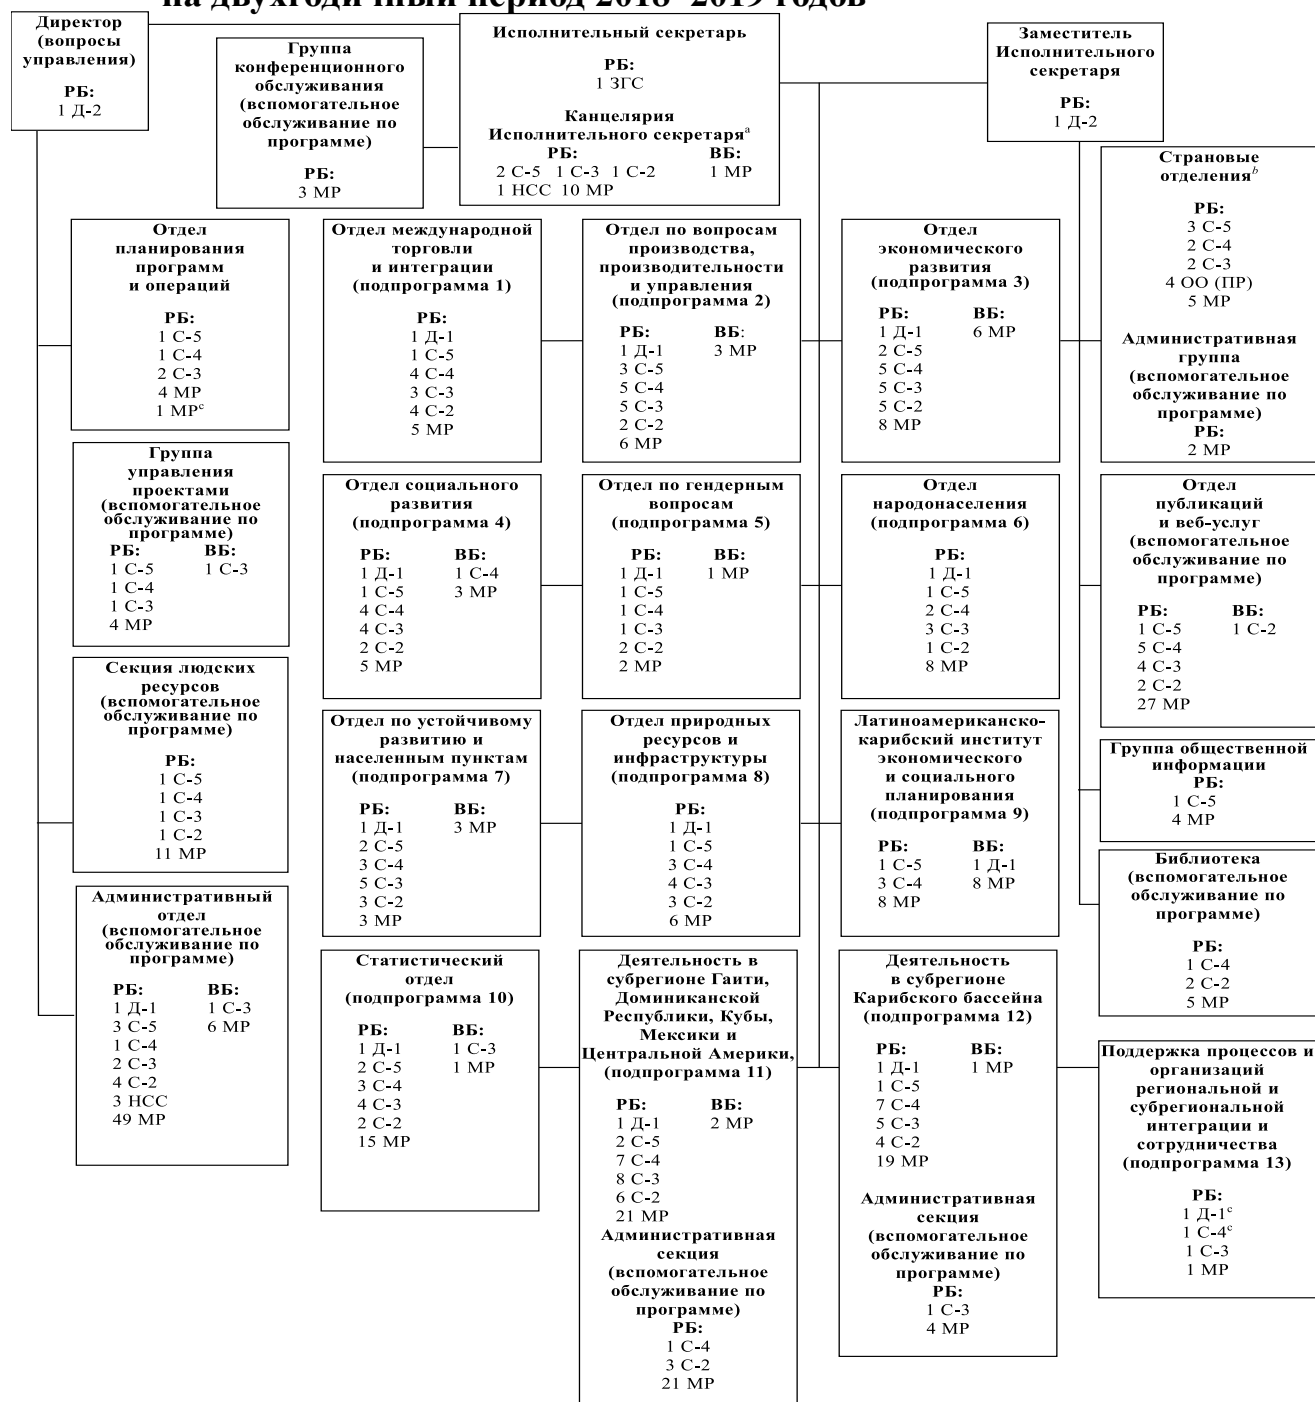 на двухгодичный период 2018–2019 годов
Директор
(вопросы
управления)
РБ:
1 Д-2
Группа
конференционного
обслуживания
(вспомогательное
обслуживание по
программе)
РБ:
3 МР
Исполнительный секретарь
РБ:
1 ЗГС
Канцелярия
Исполнительного секретаряa
РБ: ВБ:
2 С-5 1 С-3 1 С-2 1 МР
1 НСС 10 МР
Заместитель
Исполнительного
секретаря
РБ:
1 Д-2
Страновые
отделенияb
РБ:
3 С-5
2 С-4
2 С-3
4 ОО (ПР)
5 МР
Административная
группа
(вспомогательное
обслуживание по
программе)
РБ:
2 МР
Отдел
планирования
программ
и операций
РБ:
1 С-5
1 С-4
2 С-3
4 МР
1 МРc
Отдел международной
торговли
и интеграции
(подпрограмма 1)
РБ:
1 Д-1
1 С-5
4 С-4
3 С-3
4 С-2
5 МР
Отдел по вопросам
производства,
производительности
и управления
(подпрограмма 2)
РБ: ВБ:
1 Д-1 3 МР
3 С-5
5 С-4
5 С-3
2 С-2
6 МР
Отдел
экономического
развития
(подпрограмма 3)
РБ: ВБ:
1 Д-1 6 МР
2 С-5
5 С-4
5 С-3
5 С-2
8 МР
Группа
управления
проектами
(вспомогательное
обслуживание по
программе)
РБ: ВБ:
1 С-5 1 С-3
1 С-4
1 С-3
4 МР
Отдел социального
развития
(подпрограмма 4)
РБ: ВБ:
1 Д-1 1 С-4
1 С-5 3 МР
4 С-4
4 С-3
2 С-2
5 МР
Отдел по гендерным
вопросам
(подпрограмма 5)
РБ: ВБ:
1 Д-1 1 МР
1 С-5
1 С-4
1 С-3
2 С-2
2 МР
Отдел
народонаселения
(подпрограмма 6)
РБ:
1 Д-1
1 С-5
2 С-4
3 С-3
1 С-2
8 МР
Отдел
публикаций
и веб-услуг
(вспомогательное
обслуживание по
программе)
РБ: ВБ:
1 С-5 1 С-2
5 С-4
4 С-3
2 С-2
27 МР
Секция людских
ресурсов
(вспомогательное
обслуживание по
программе)
РБ:
1 С-5
1 С-4
1 С-3
1 С-2
11 МР
Отдел по устойчивому
развитию и
населенным пунктам
(подпрограмма 7)
РБ: ВБ:
1 Д-1 3 МР
2 С-5
3 С-4
5 С-3
3 С-2
3 МР
Отдел природных
ресурсов и
инфраструктуры
(подпрограмма 8)
РБ:
1 Д-1
1 С-5
3 С-4
4 С-3
3 С-2
6 МР
Латиноамериканско-
карибский институт
экономического
и социального
планирования
(подпрограмма 9)
РБ: ВБ:
1 С-5 1 Д-1
3 С-4 8 МР
8 МР
Группа общественной
информации
РБ:
1 С-5
4 МР
Библиотека
(вспомогательное
обслуживание по
программе)
РБ:
1 С-4
2 С-2
5 МР
Административный
отдел
(вспомогательное
обслуживание по
программе)
РБ: ВБ:
1 Д-1 1 С-3
3 С-5 6 МР
1 С-4
2 С-3
4 С-2
3 НСС
49 МР
Статистический
отдел
(подпрограмма 10)
РБ: ВБ:
1 Д-1 1 С-3
2 С-5 1 МР
3 С-4
4 С-3
2 С-2
15 МР
Деятельность в
субрегионе Гаити,
Доминиканской
Республики, Кубы,
Мексики и
Центральной Америки,
(подпрограмма 11)
РБ: ВБ:
1 Д-1 2 МР
2 С-5
7 С-4
8 С-3
6 С-2
21 МР
Административная
секция
(вспомогательное
обслуживание по
программе)
РБ:
1 С-4
3 С-2
21 МР
Деятельность
в субрегионе
Карибского бассейна
(подпрограмма 12)
РБ: ВБ:
1 Д-1 1 МР
1 С-5
7 С-4
5 С-3
4 С-2
19 МР
Административная
секция
(вспомогательное
обслуживание по
программе)
РБ:
1 С-3
4 МР
Поддержка процессов и
организаций
региональной и
субрегиональной
интеграции и
сотрудничества
(подпрограмма 13)
РБ:
1 Д-1c
1 С-4c
1 С-3
1 МР